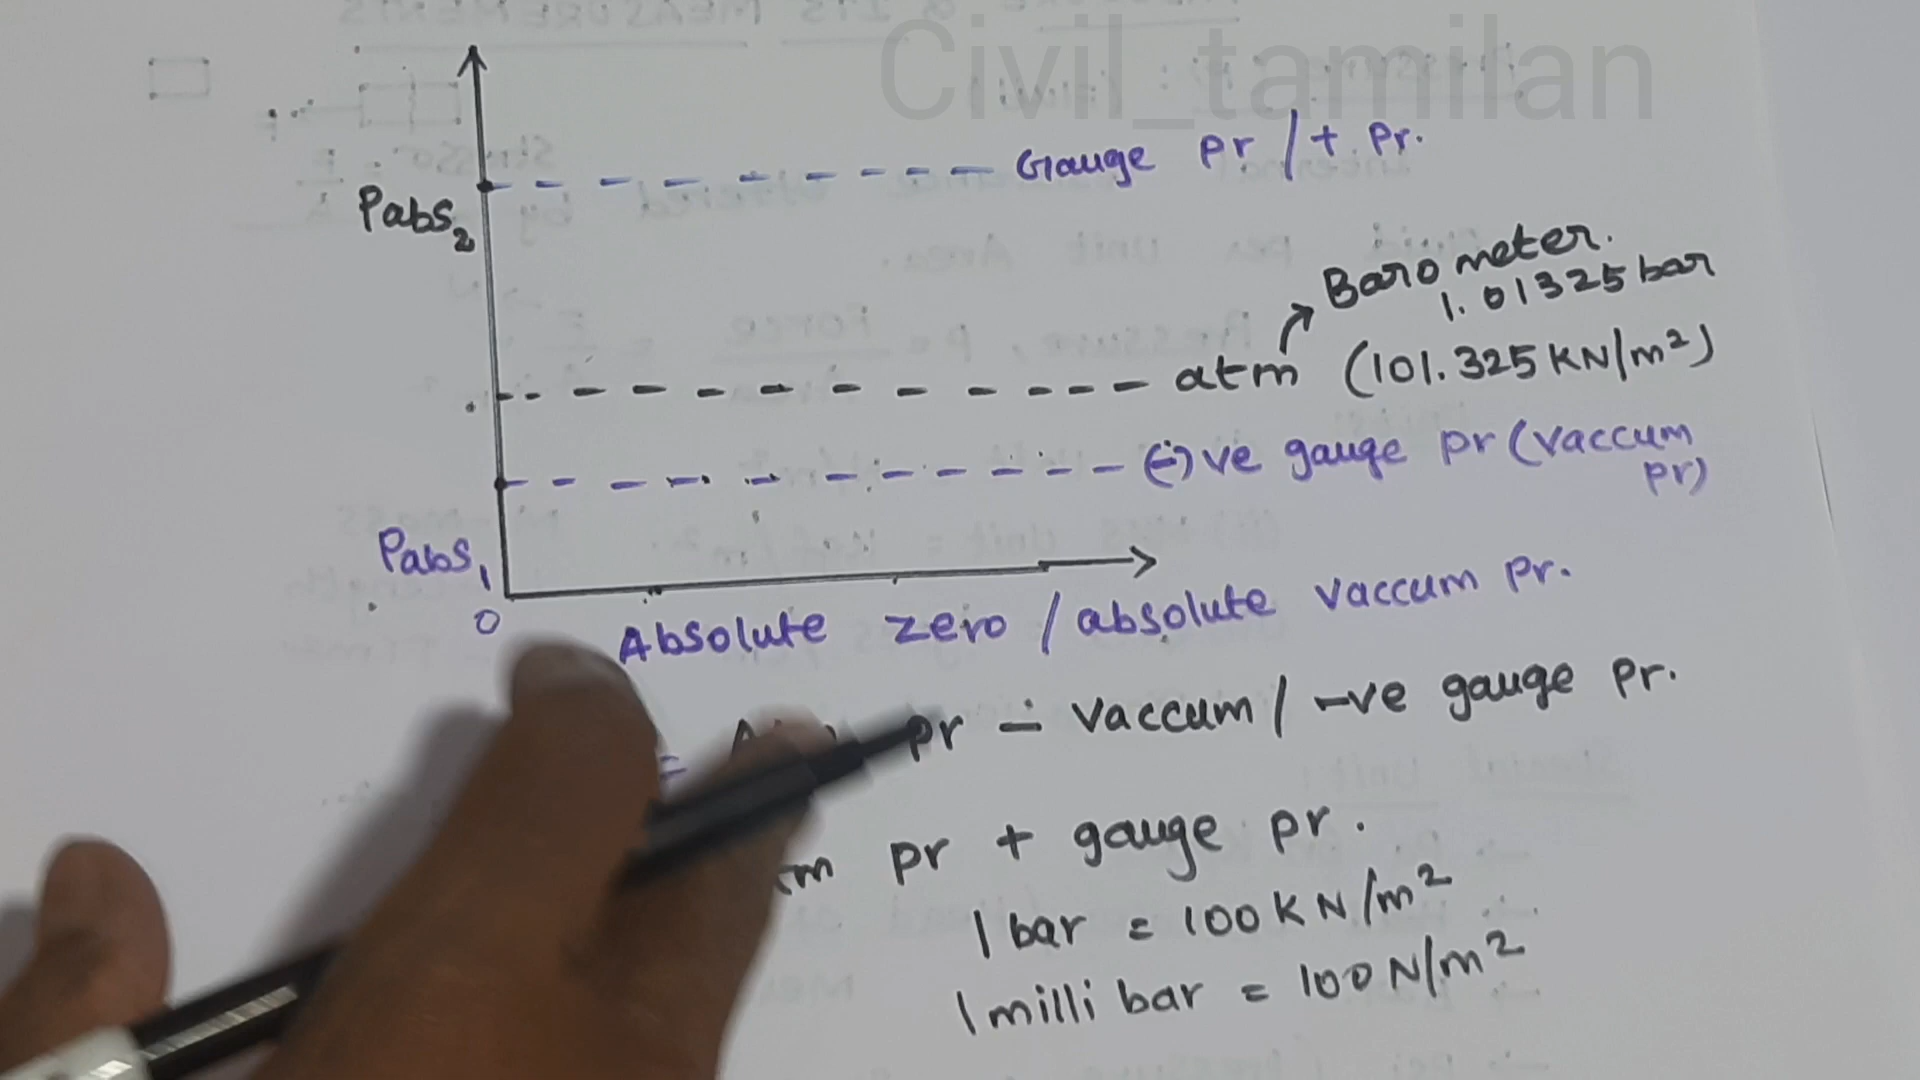 Civil_tamilan
Gauge pr / + Pr.
Pabs2
Barometer.
1.01325 bar
atm (101.325 KN/m²)
(-)ve gauge pr (vaccum
pr)
Pabs1
0
Absolute zero / absolute vaccum pr.
= pr - vaccum / -ve gauge pr.
pr + gauge pr.
1 bar = 100 KN/m²
1 milli bar = 100 N/m²